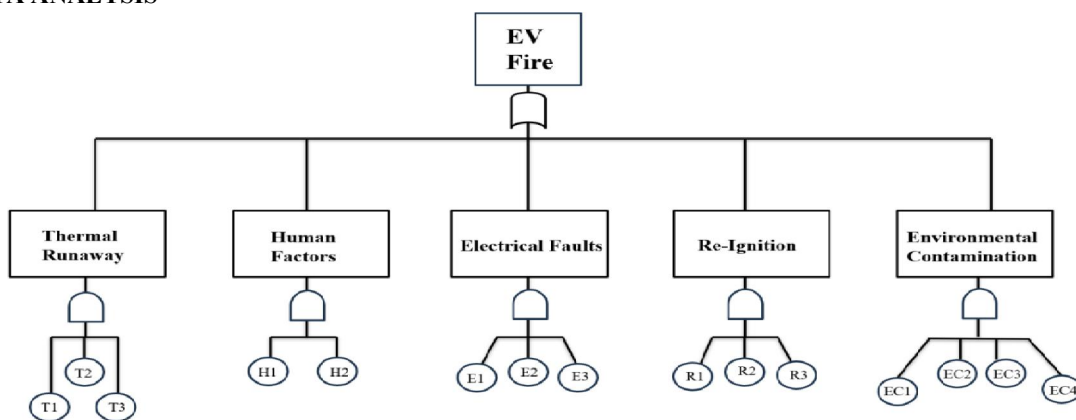 EV
Fire
Thermal
Runaway
Human
Factors
Electrical Faults
Re-Ignition
Environmental
Contamination
T1
T2
T3
H1
H2
E1
E2
E3
R1
R2
R3
EC1
EC2
EC3
EC4